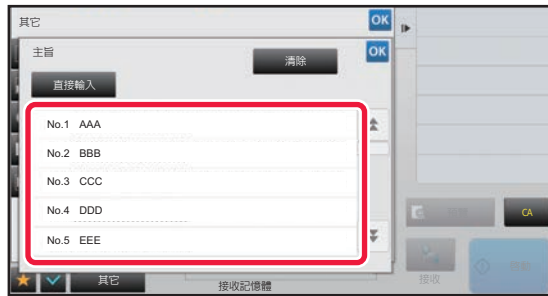 其它
OK
主旨
清除
OK
直接輸入
No.1 AAA
No.2 BBB
No.3 CCC
No.4 DDD
No.5 EEE
CA
其它
接收記憶體
接收